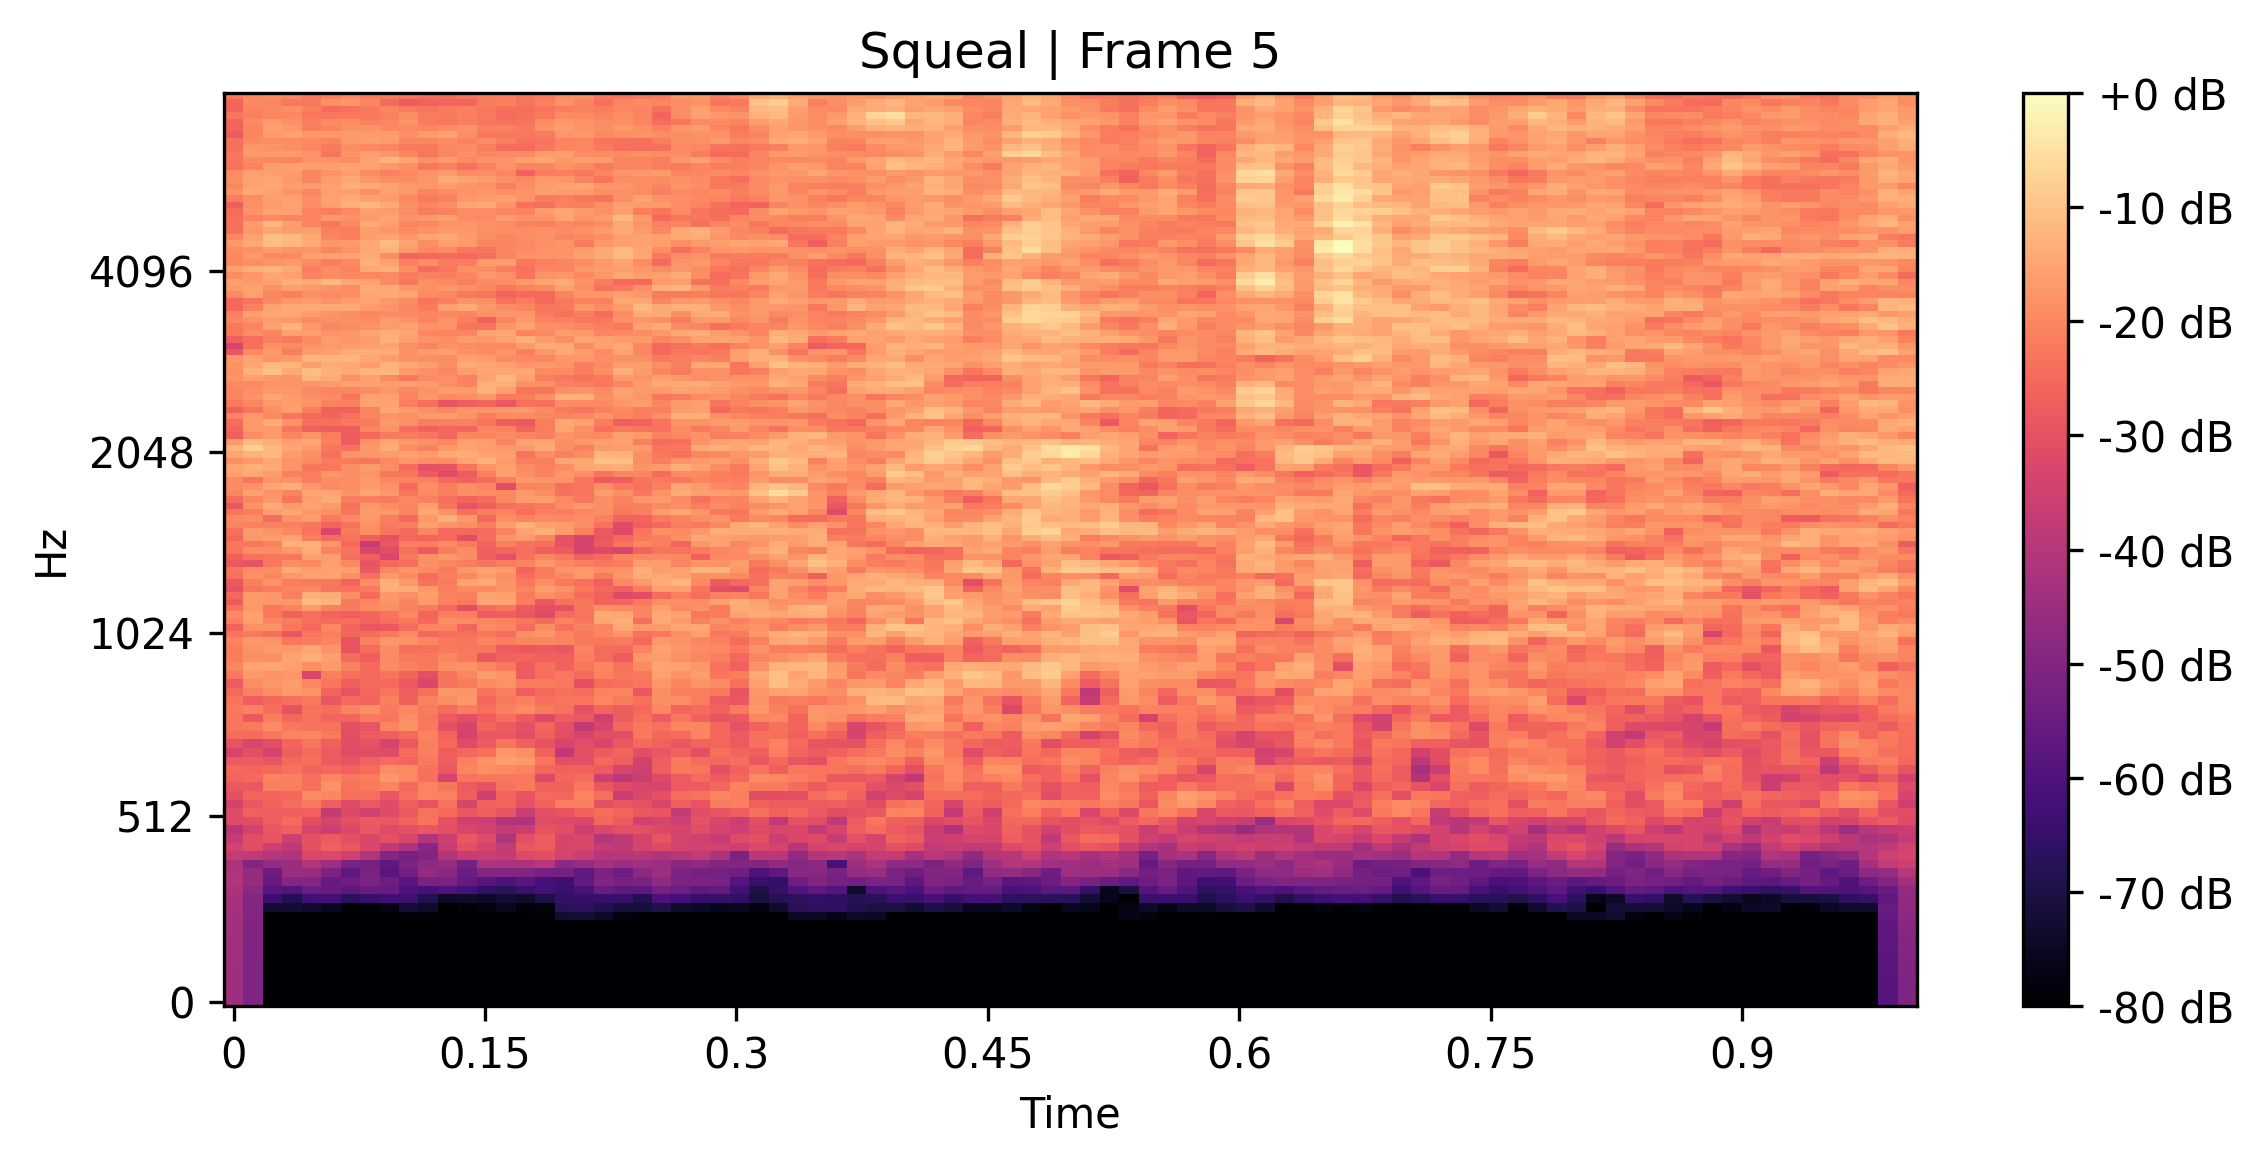 Squeal | Frame 5
Hz
4096
2048
1024
512
0
0 0.15 0.3 0.45 0.6 0.75 0.9
Time
+0 dB
-10 dB
-20 dB
-30 dB
-40 dB
-50 dB
-60 dB
-70 dB
-80 dB